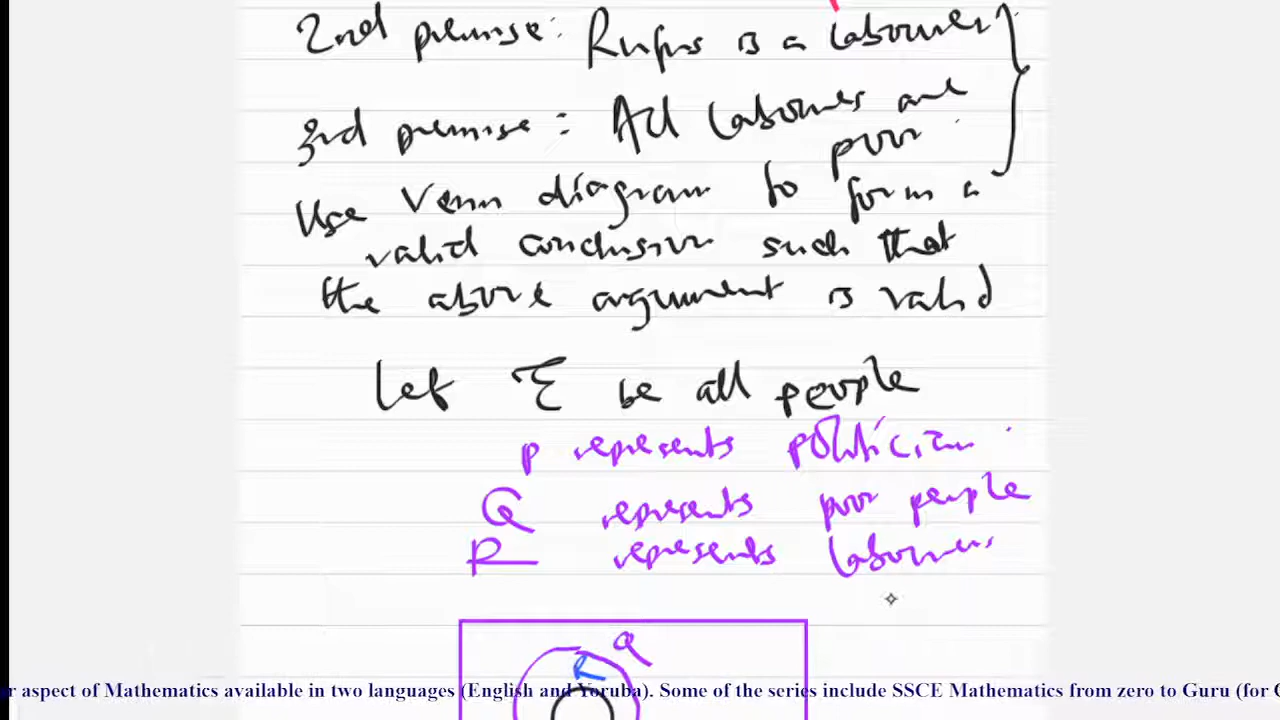 2nd premise: Rufus is a labourer
3rd premise: All labourers are
poor
Use Venn diagram to form a
valid conclusion such that
the above argument is valid
Let ℰ be all people
P represents politician
Q represents poor people
R represents labourers
Q
R
or aspect of Mathematics available in two languages (English and Yoruba). Some of the series include SSCE Mathematics from zero to Guru (for